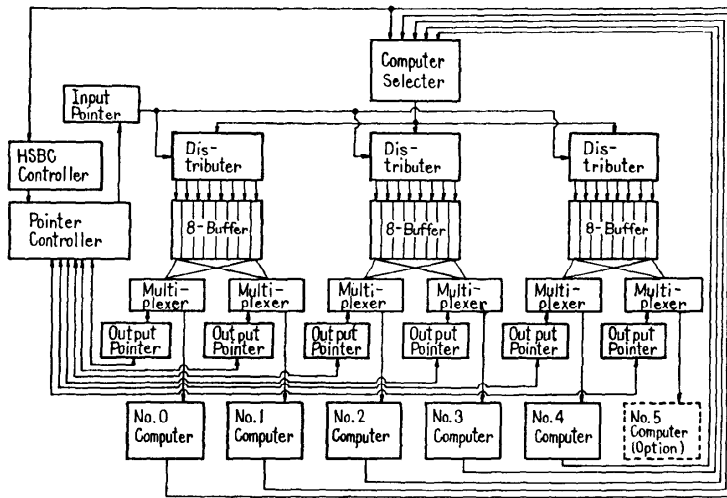 Computer
Selecter
Input
Pointer
HSBC
Controller
Pointer
Controller
Dis-
tributer
Dis-
tributer
Dis-
tributer
8-Buffer
8-Buffer
8-Buffer
Multi-
plexer
Multi-
plexer
Multi-
plexer
Multi-
plexer
Multi-
plexer
Multi-
plexer
Output
Pointer
Output
Pointer
Output
Pointer
Output
Pointer
Output
Pointer
Output
Pointer
No.0
Computer
No.1
Computer
No.2
Computer
No.3
Computer
No.4
Computer
No.5
Computer
(Option)